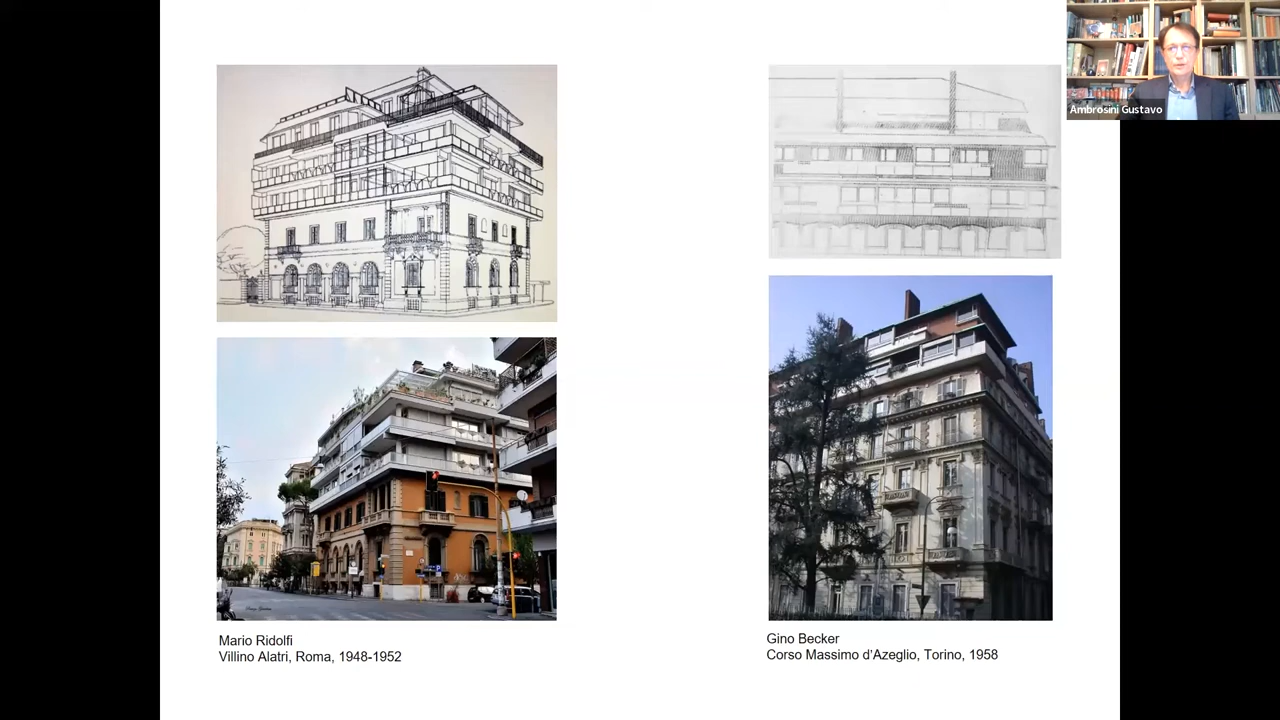 Ambrosini Gustavo
Mario Ridolfi
Villino Alatri, Roma, 1948-1952
Gino Becker
Corso Massimo d'Azeglio, Torino, 1958